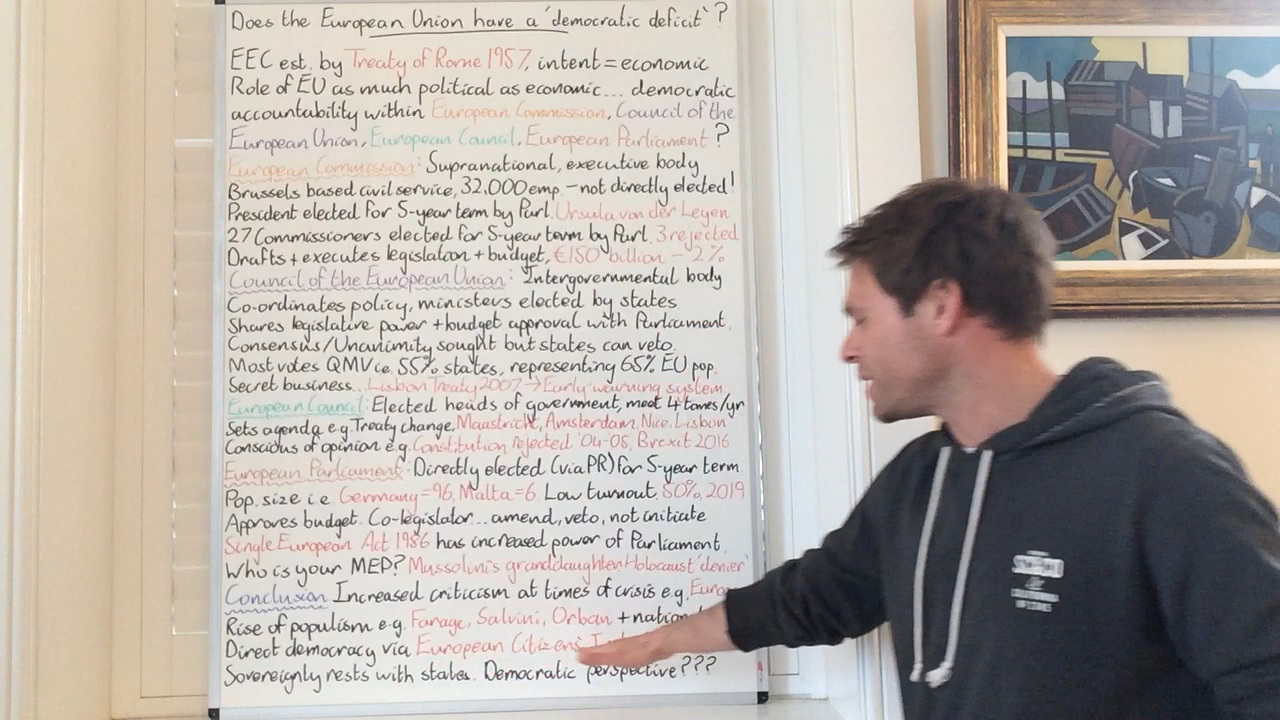 Does the European Union have a 'democratic deficit'?
EEC est. by Treaty of Rome 1957, intent = economic
Role of EU as much political as economic... democratic
accountability within European Commission, Council of the
European Union, European Council, European Parliament?
European Commission: Supranational, executive body
Brussels based civil service, 32,000 emp. - not directly elected!
President elected for 5-year term by Parl. Ursula von der Leyen
27 Commissioners elected for 5-year term by Parl. 3 rejected
Drafts + executes legislation + budget, €150 billion - 2%
Council of the European Union: Intergovernmental body
Co-ordinates policy, ministers elected by states
Shares legislative power + budget approval with Parliament.
Consensus/Unanimity sought but states can veto.
Most votes QMV i.e. 55% states, representing 65% EU pop.
Secret business... Lisbon Treaty 2007 → Early warning system
European Council: Elected heads of government, meet 4 times/yr
Sets agenda e.g. Treaty change, Maastricht, Amsterdam, Nice, Lisbon
Conscious of opinion e.g. Constitution rejected '04-05, Brexit 2016
European Parliament: Directly elected (via PR) for 5-year term
Pop. size i.e. Germany = 96, Malta = 6. Low turnout, 50%, 2019
Approves budget. Co-legislator... amend, veto, not initiate
Single European Act 1986 has increased power of Parliament.
Who is your MEP? Mussolini's granddaughter, Holocaust 'denier'
Conclusion Increased criticism at times of crisis e.g. Euro
Rise of populism e.g. Farage, Salvini, Orban + nation
Direct democracy via European Citizens'
Sovereignly rests with states. Democratic perspective???